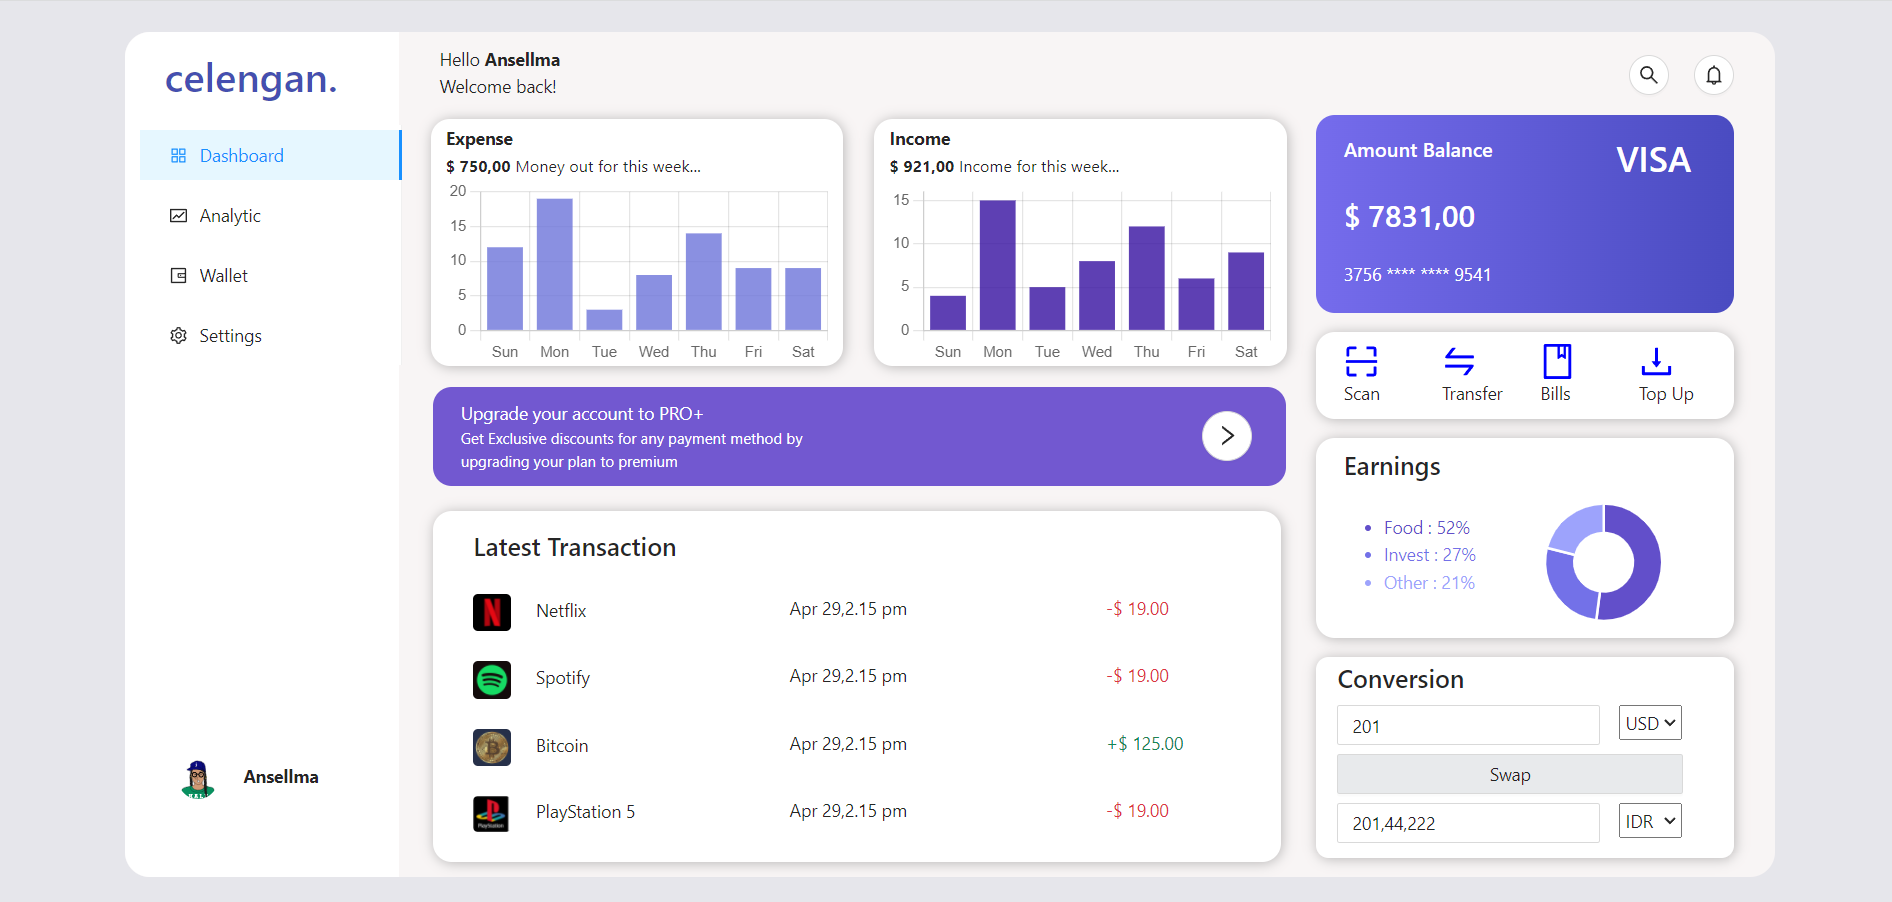 celengan.
Dashboard
Analytic
Wallet
Settings
Ansellma
Hello Ansellma
Welcome back!
Expense
$ 750,00 Money out for this week...
20
15
10
5
0
Sun Mon Tue Wed Thu Fri Sat
Income
$ 921,00 Income for this week...
15
10
5
0
Sun Mon Tue Wed Thu Fri Sat
Upgrade your account to PRO+
Get Exclusive discounts for any payment method by
upgrading your plan to premium
Latest Transaction
Netflix Apr 29,2.15 pm -$ 19.00
Spotify Apr 29,2.15 pm -$ 19.00
Bitcoin Apr 29,2.15 pm +$ 125.00
PlayStation 5 Apr 29,2.15 pm -$ 19.00
Amount Balance VISA
$ 7831,00
3756 **** **** 9541
Scan Transfer Bills Top Up
Earnings
Food : 52%
Invest : 27%
Other : 21%
Conversion
201 USD
Swap
201,44,222 IDR